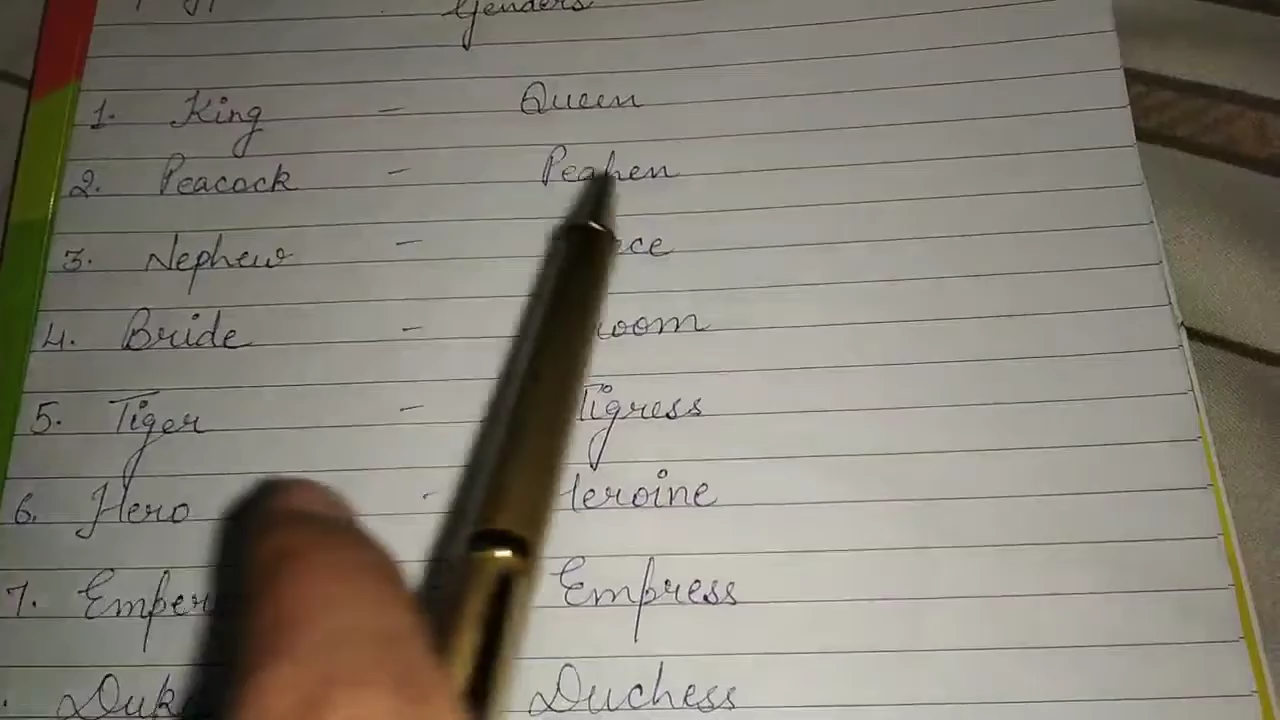 Genders
1. King - Queen
2. Peacock - Peahen
3. Nephew -
4. Bride -
5. Tiger - Tigress
6. Hero - Heroine
7. Empress
Duchess